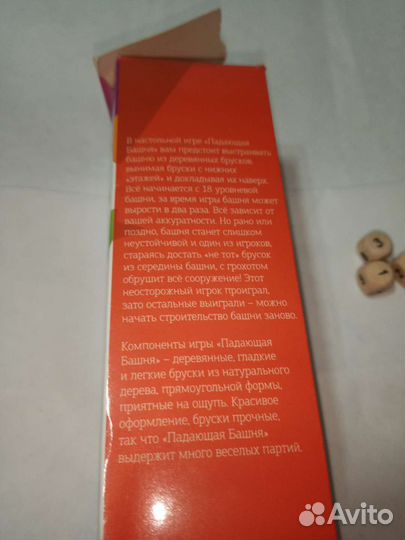 В настольной игре «Падающая
Башня» вам предстоит выстраивать
башню из деревянных брусков,
вынимая бруски с нижних
«этажей» и докладывая их наверх.
Всё начинается с 18 уровневой
башни, за время игры башня может
вырости в два раза. Всё зависит от
вашей аккуратности. Но рано или
поздно, башня станет слишком
неустойчивой и один из игроков,
стараясь достать «не тот» брусок
из середины башни, с грохотом
обрушит всё сооружение! Этот
неосторожный игрок проиграл,
зато остальные выиграли – можно
начать строительство башни заново.
Компоненты игры «Падающая
Башня» – деревянные, гладкие
и легкие бруски из натурального
дерева, прямоугольной формы,
приятные на ощупь. Красивое
оформление, бруски прочные,
так что «Падающая Башня»
выдержит много веселых партий.
3
1
Avito